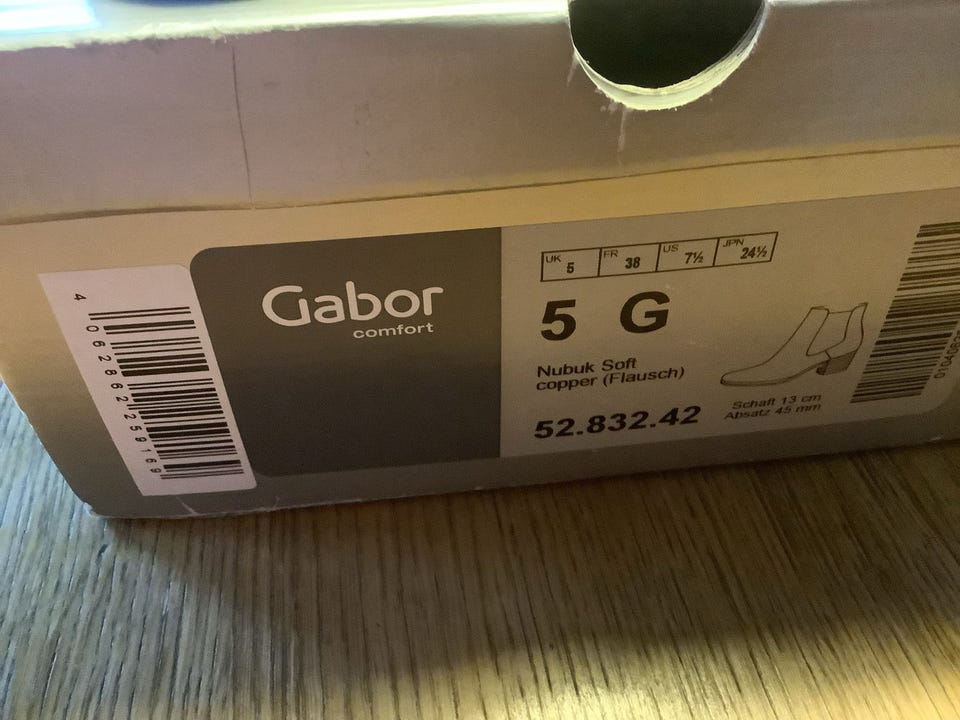 4 062862 259169
Gabor
comfort
UK 5 FR 38 US 7½ JPN 24½
5 G
Nubuk Soft
copper (Flausch)
52.832.42
Schaft 13 cm
Absatz 45 mm